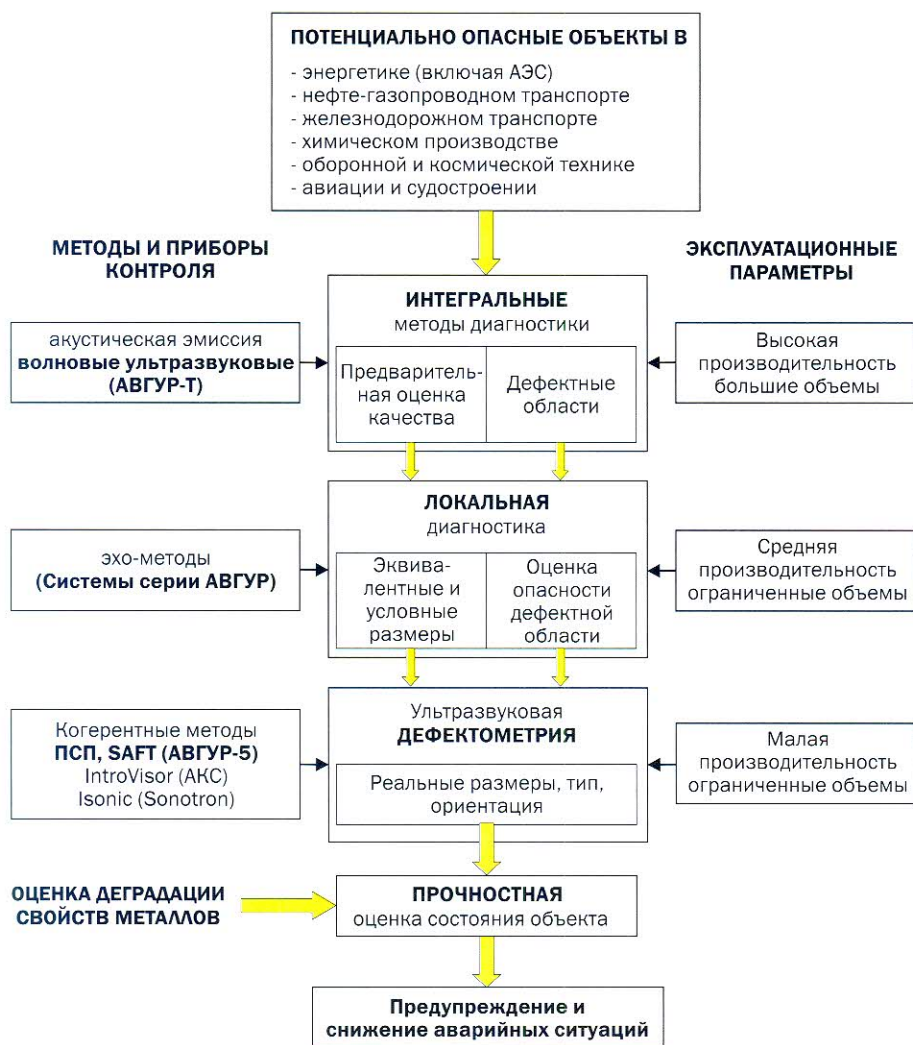 ПОТЕНЦИАЛЬНО ОПАСНЫЕ ОБЪЕКТЫ В
- энергетике (включая АЭС)
- нефте-газопроводном транспорте
- железнодорожном транспорте
- химическом производстве
- оборонной и космической технике
- авиации и судостроении
МЕТОДЫ И ПРИБОРЫ
КОНТРОЛЯ
ЭКСПЛУАТАЦИОННЫЕ
ПАРАМЕТРЫ
акустическая эмиссия
волновые ультразвуковые
(АВГУР-Т)
ИНТЕГРАЛЬНЫЕ
методы диагностики
Предваритель-
ная оценка
качества
Дефектные
области
Высокая
производительность
большие объемы
эхо-методы
(Системы серии АВГУР)
ЛОКАЛЬНАЯ
диагностика
Эквива-
лентные и
условные
размеры
Оценка
опасности
дефектной
области
Средняя
производительность
ограниченные объемы
Когерентные методы
ПСП, SAFT (АВГУР-5)
IntroVisor (АКС)
Isonic (Sonotron)
Ультразвуковая
ДЕФЕКТОМЕТРИЯ
Реальные размеры, тип,
ориентация
Малая
производительность
ограниченные объемы
ОЦЕНКА ДЕГРАДАЦИИ
СВОЙСТВ МЕТАЛЛОВ
ПРОЧНОСТНАЯ
оценка состояния объекта
Предупреждение и
снижение аварийных ситуаций